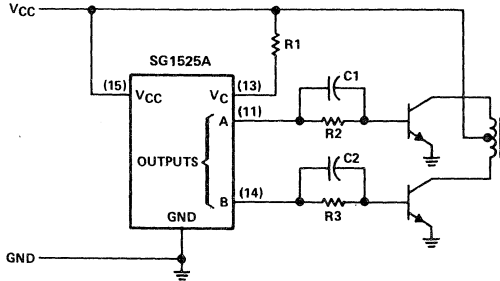 VCC
R1
SG1525A
(15)
(13)
VCC
VC
C1
(11)
A
R2
OUTPUTS
C2
(14)
B
R3
GND
GND